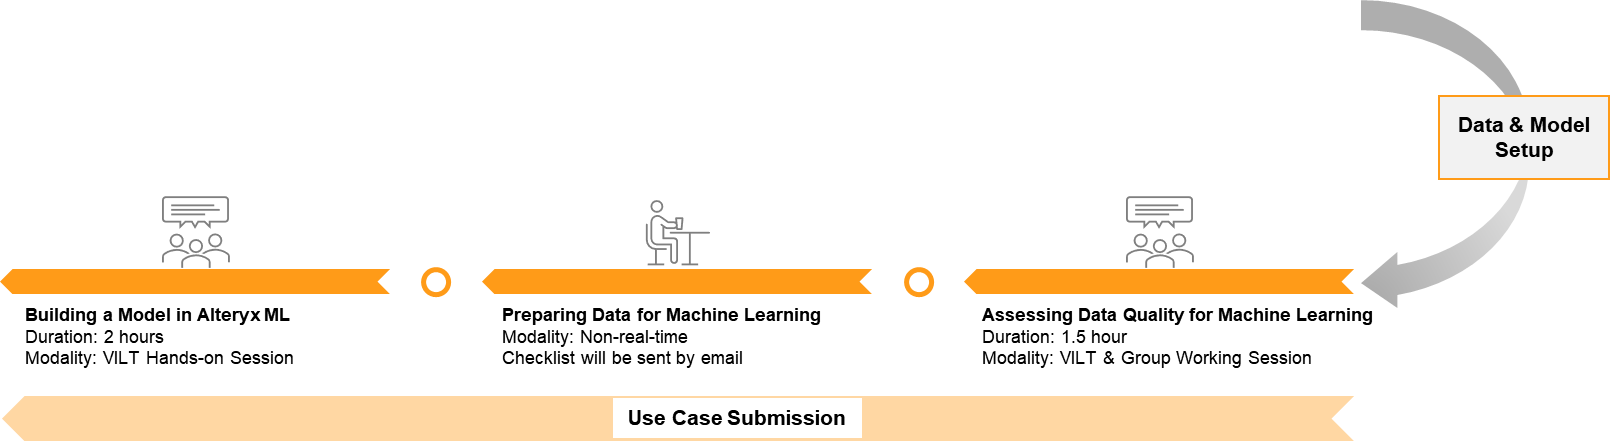 Data & Model
Setup
Building a Model in Alteryx ML
Duration: 2 hours
Modality: VILT Hands-on Session
Preparing Data for Machine Learning
Modality: Non-real-time
Checklist will be sent by email
Assessing Data Quality for Machine Learning
Duration: 1.5 hour
Modality: VILT & Group Working Session
Use Case Submission